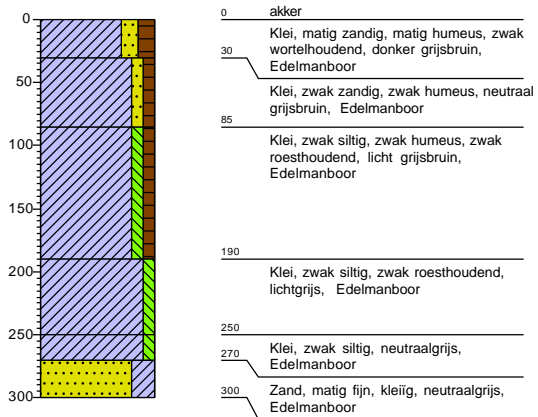 0
50
100
150
200
250
300
0 akker
Klei, matig zandig, matig humeus, zwak
wortelhoudend, donker grijsbruin,
Edelmanboor
30
Klei, zwak zandig, zwak humeus, neutraal
grijsbruin, Edelmanboor
85
Klei, zwak siltig, zwak humeus, zwak
roesthoudend, licht grijsbruin,
Edelmanboor
190
Klei, zwak siltig, zwak roesthoudend,
lichtgrijs, Edelmanboor
250
Klei, zwak siltig, neutraalgrijs,
Edelmanboor
270
Zand, matig fijn, kleiïg, neutraalgrijs,
Edelmanboor
300